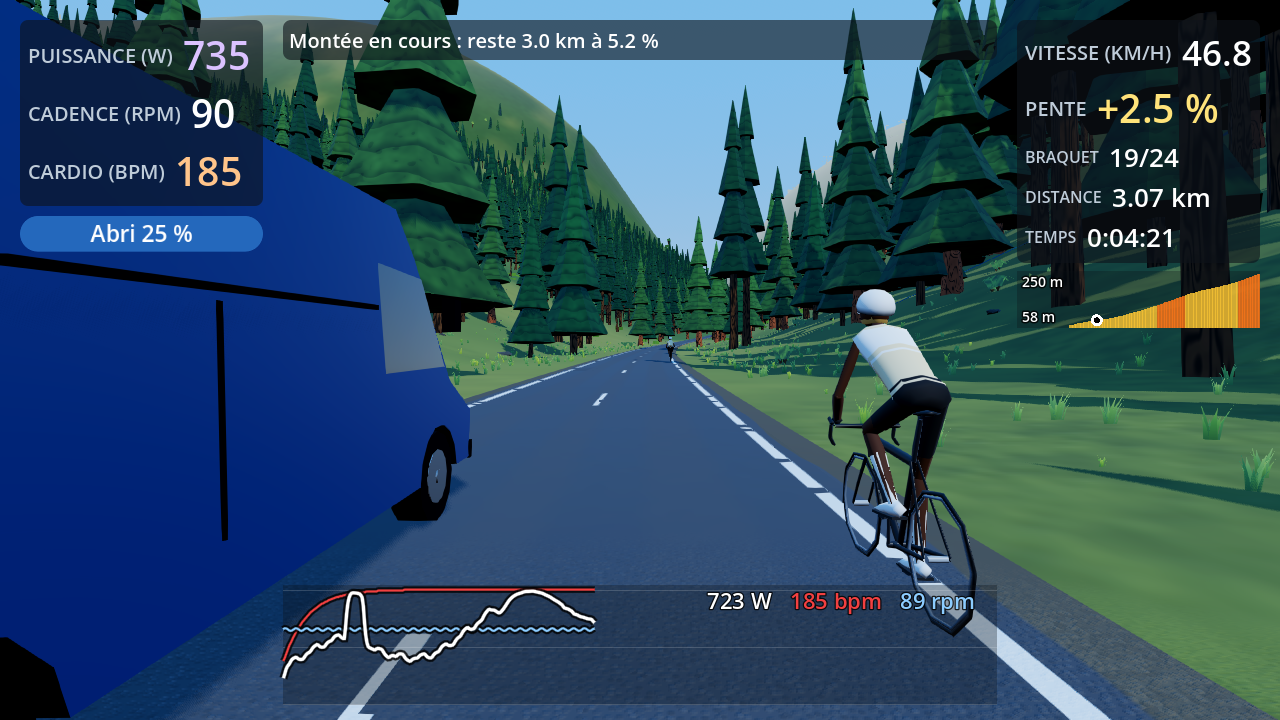 PUISSANCE (W) 735
CADENCE (RPM) 90
CARDIO (BPM) 185
Abri 25 %
Montée en cours : reste 3.0 km à 5.2 %
VITESSE (KM/H) 46.8
PENTE +2.5 %
BRAQUET 19/24
DISTANCE 3.07 km
TEMPS 0:04:21
250 m
58 m
723 W 185 bpm 89 rpm